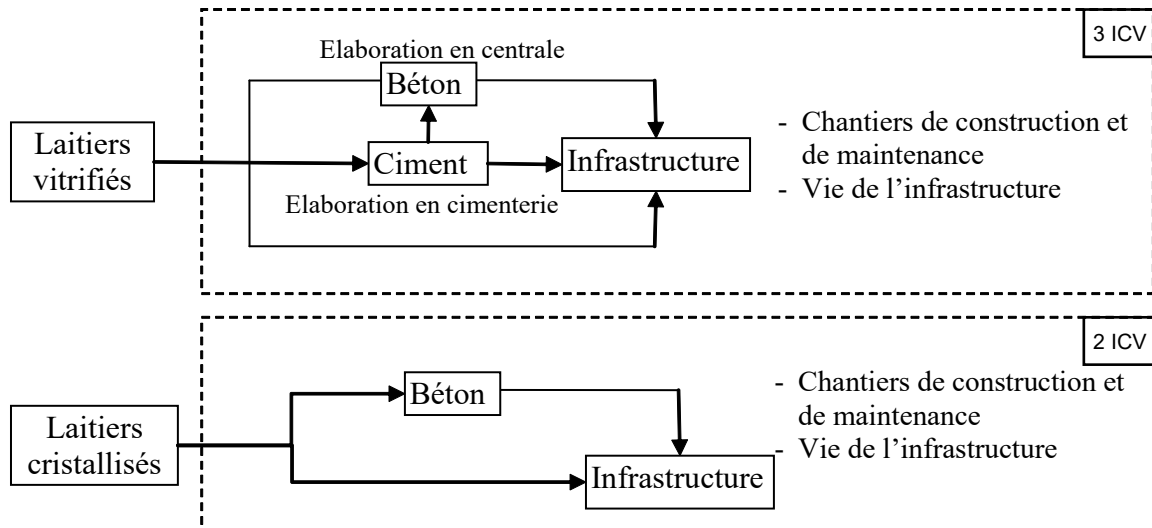 3 ICV
Elaboration en centrale
Béton
Laitiers
vitrifiés
Ciment
Infrastructure
Elaboration en cimenterie
- Chantiers de construction et
de maintenance
- Vie de l'infrastructure
2 ICV
Béton
Laitiers
cristallisés
Infrastructure
- Chantiers de construction et
de maintenance
- Vie de l'infrastructure